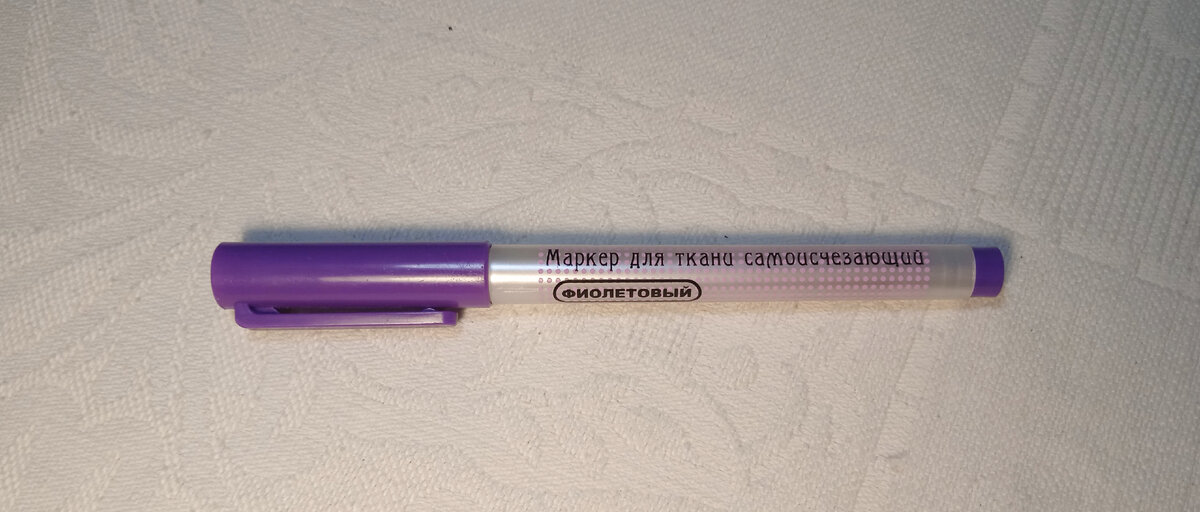 Маркер для ткани самоисчезающий
ФИОЛЕТОВЫЙ